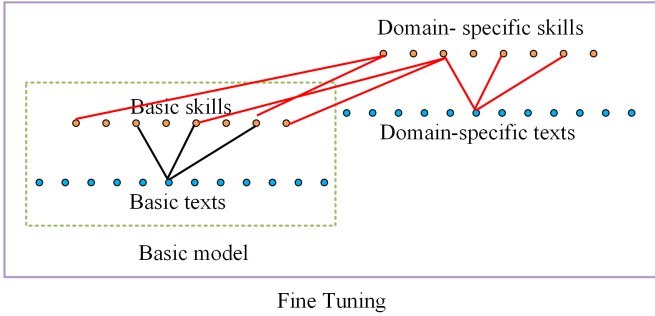 Domain- specific skills
Basic skills
Domain-specific texts
Basic texts
Basic model
Fine Tuning